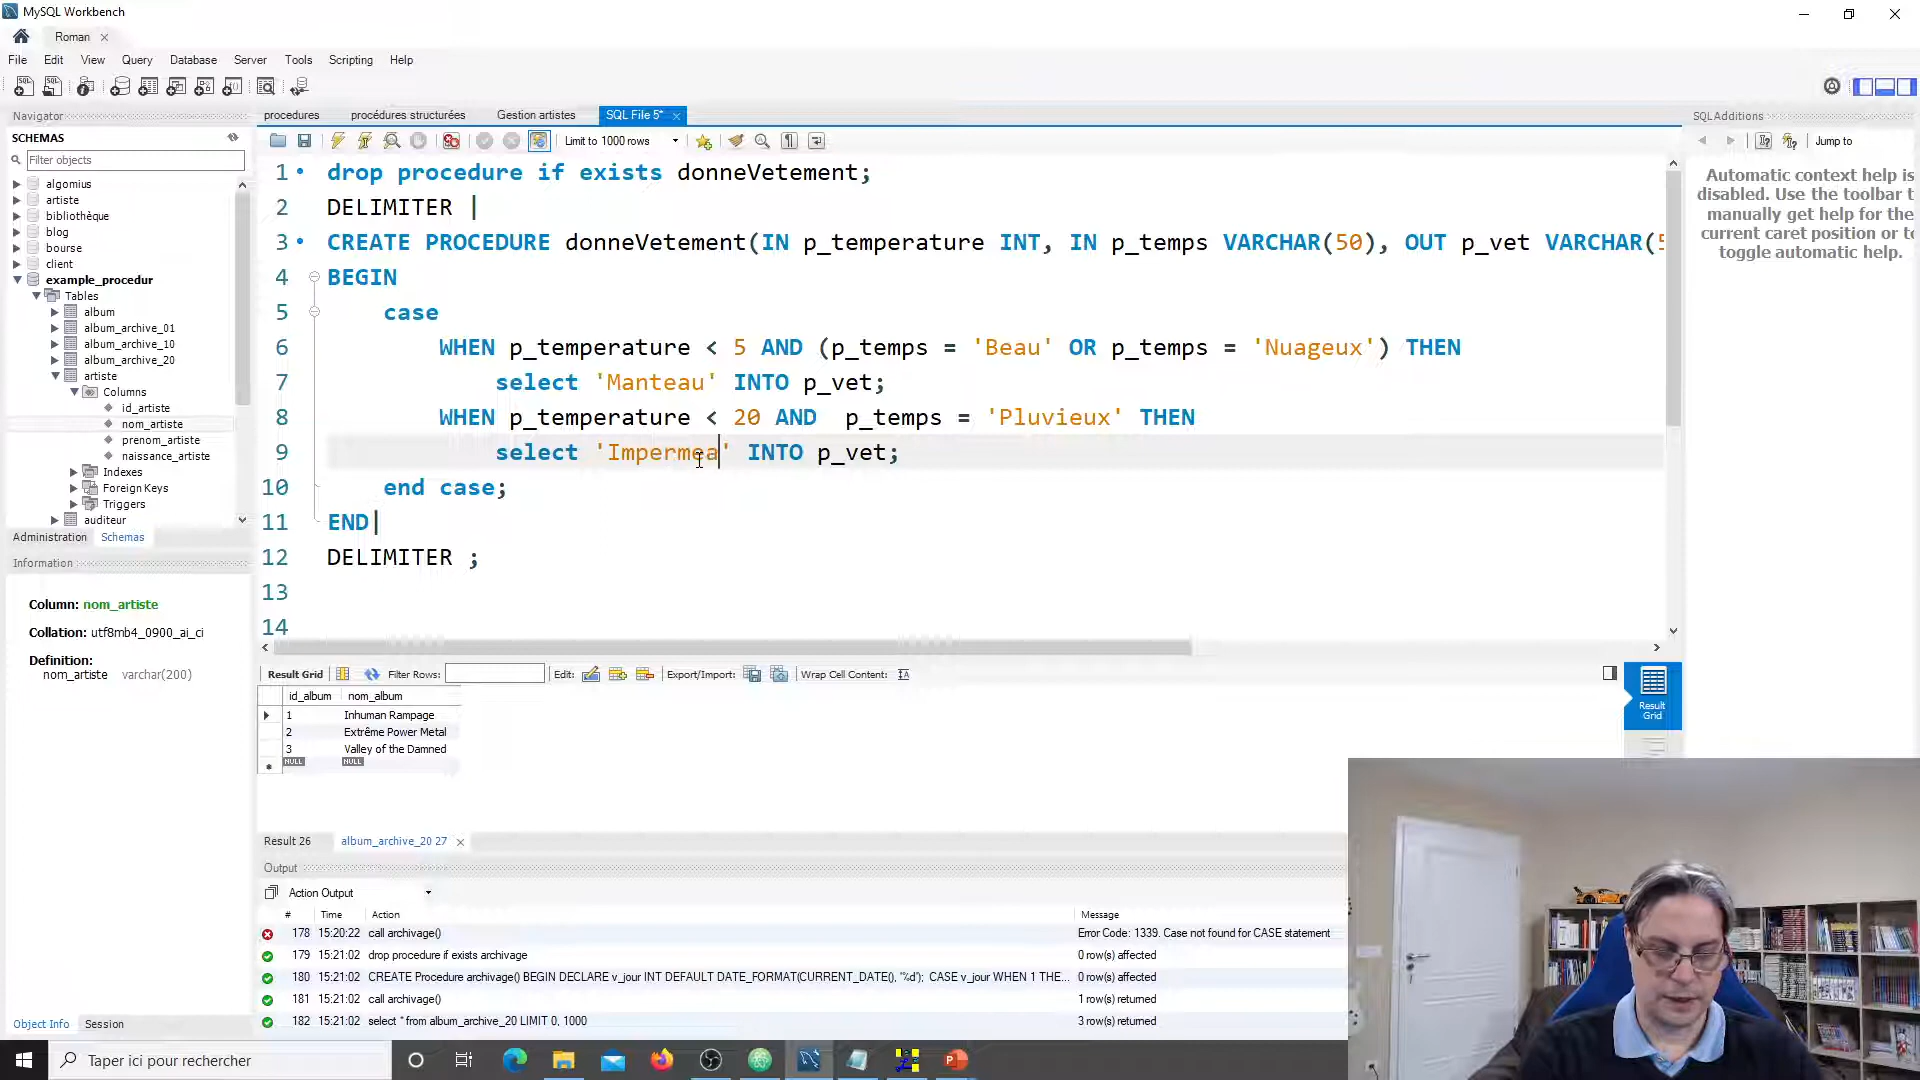 MySQL Workbench
Roman
File Edit View Query Database Server Tools Scripting Help
Navigator
SCHEMAS
Filter objects
algomius
artiste
bibliothèque
blog
bourse
client
example_procedur
Tables
album
album_archive_01
album_archive_10
album_archive_20
artiste
Columns
id_artiste
nom_artiste
prenom_artiste
naissance_artiste
Indexes
Foreign Keys
Triggers
auditeur
Administration Schemas
Information
Column: nom_artiste
Collation: utf8mb4_0900_ai_ci
Definition:
nom_artiste varchar(200)
Object Info Session
procedures procédures structurées Gestion artistes SQL File 5*
Limit to 1000 rows
1 drop procedure if exists donneVetement;
2 DELIMITER |
3 CREATE PROCEDURE donneVetement(IN p_temperature INT, IN p_temps VARCHAR(50), OUT p_vet VARCHAR(5
4 BEGIN
5 case
6 WHEN p_temperature < 5 AND (p_temps = 'Beau' OR p_temps = 'Nuageux') THEN
7 select 'Manteau' INTO p_vet;
8 WHEN p_temperature < 20 AND p_temps = 'Pluvieux' THEN
9 select 'Impermea' INTO p_vet;
10 end case;
11 END|
12 DELIMITER ;
13
14
Result Grid Filter Rows: Edit: Export/Import: Wrap Cell Content:
id_album nom_album
1 Inhuman Rampage
2 Extrême Power Metal
3 Valley of the Damned
NULL NULL
Result Grid
Result 26 album_archive_20 27
Output
Action Output
# Time Action Message
178 15:20:22 call archivage() Error Code: 1339. Case not found for CASE statement
179 15:21:02 drop procedure if exists archivage 0 row(s) affected
180 15:21:02 CREATE Procedure archivage() BEGIN DECLARE v_jour INT DEFAULT DATE_FORMAT(CURRENT_DATE(), "%d"); CASE v_jour WHEN 1 THE... 0 row(s) affected
181 15:21:02 call archivage() 1 row(s) returned
182 15:21:02 select * from album_archive_20 LIMIT 0, 1000 3 row(s) returned
SQLAdditions
Jump to
Automatic context help is
disabled. Use the toolbar t
manually get help for the
current caret position or to
toggle automatic help.
Taper ici pour rechercher